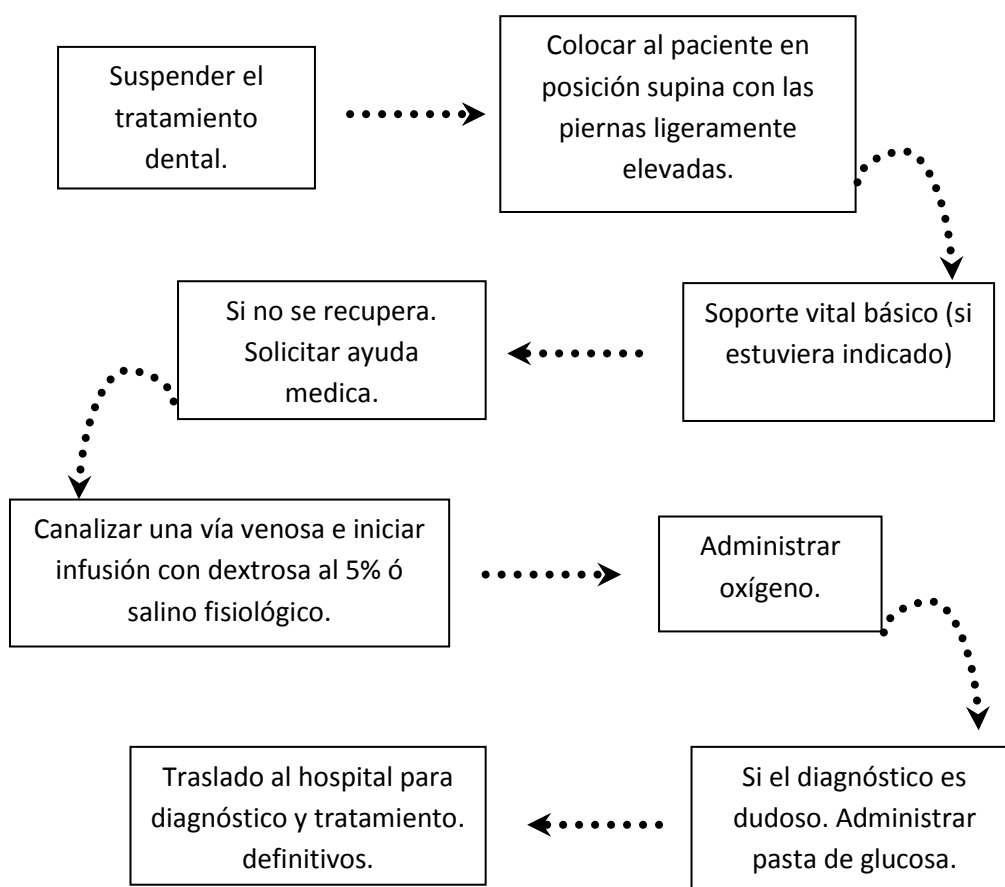 Suspender el
tratamiento
dental.
Colocar al paciente en
posición supina con las
piernas ligeramente
elevadas.
Soporte vital básico (si
estuviera indicado)
Si no se recupera.
Solicitar ayuda
medica.
Canalizar una vía venosa e iniciar
infusión con dextrosa al 5% ó
salino fisiológico.
Administrar
oxígeno.
Si el diagnóstico es
dudoso. Administrar
pasta de glucosa.
Traslado al hospital para
diagnóstico y tratamiento.
definitivos.